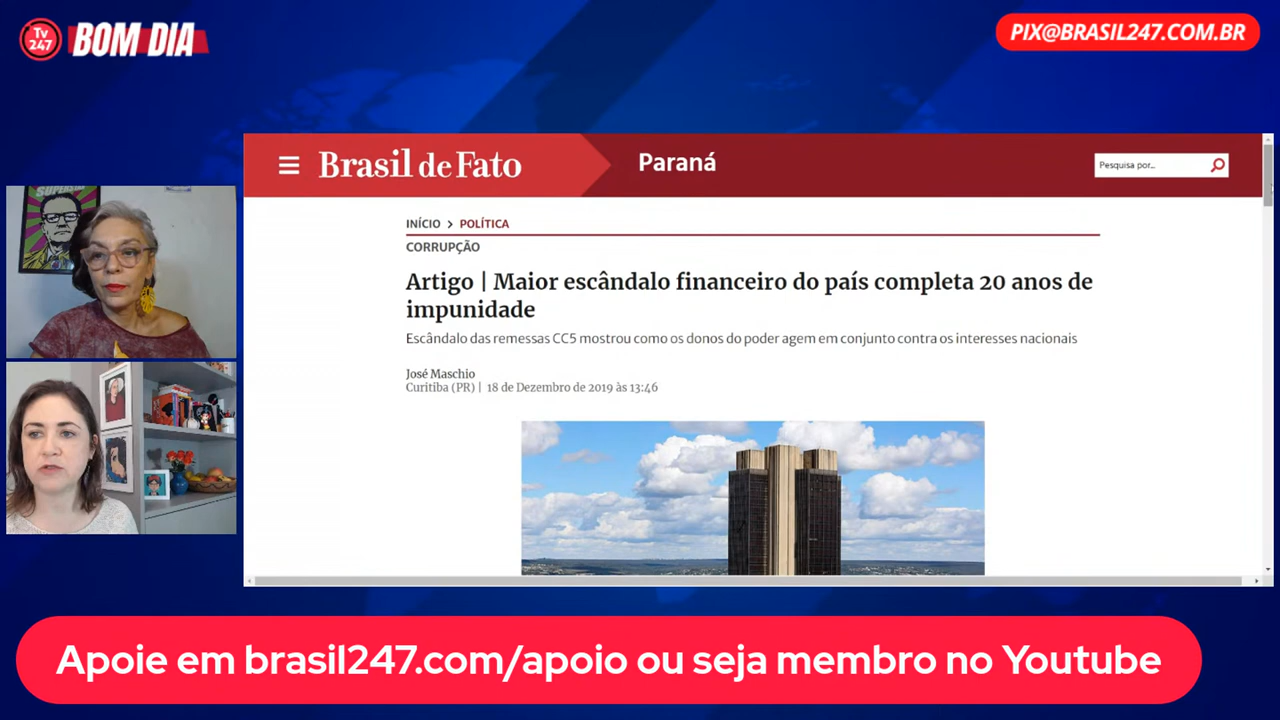 Tv 247
BOM DIA
PIX@BRASIL247.COM.BR
Brasil de Fato
Paraná
Pesquisa por...
INÍCIO > POLÍTICA
CORRUPÇÃO
Artigo | Maior escândalo financeiro do país completa 20 anos de
impunidade
Escândalo das remessas CC5 mostrou como os donos do poder agem em conjunto contra os interesses nacionais
José Maschio
Curitiba (PR) | 18 de Dezembro de 2019 às 13:46
Apoie em brasil247.com/apoio ou seja membro no Youtube